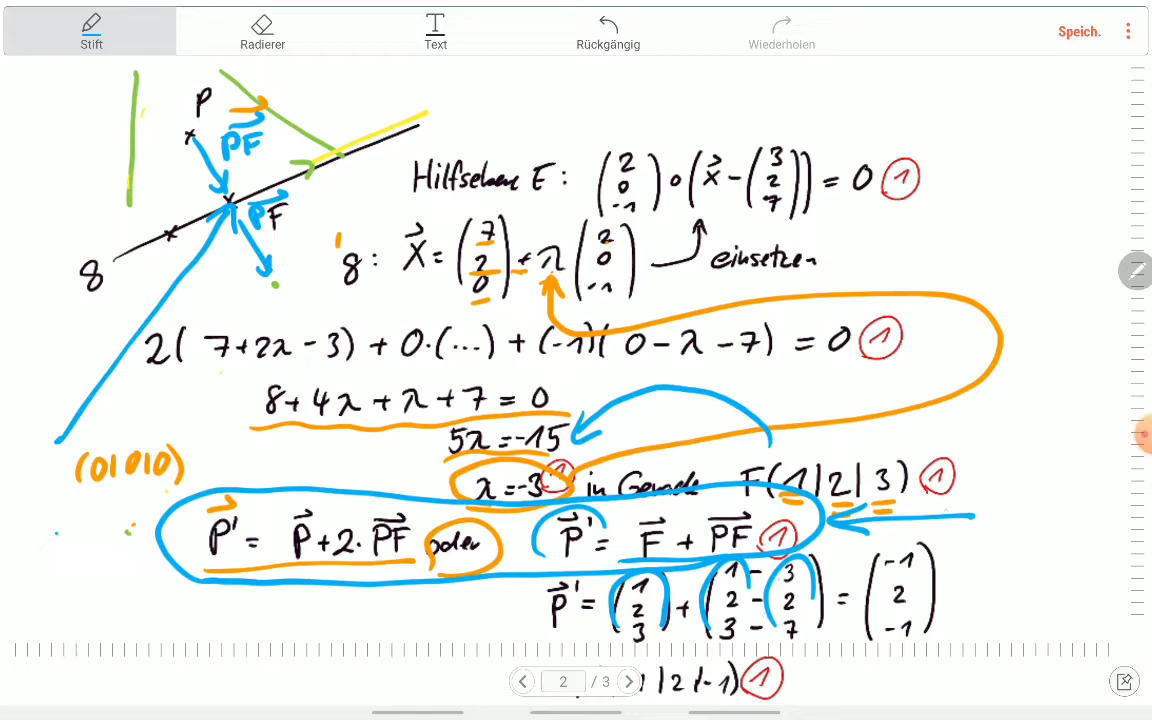 Stift Radierer Text Rückgängig Wiederholen Speich.
P
PF
PF
g
Hilfsebene E: (2 0 -1) ∘ (x⃗ - (3 2 7)) = 0 1
g: X⃗ = (7 2 0) + λ (2 0 -1) einsetzen
2( 7+2λ-3) + 0·(...) + (-1)( 0-λ-7) = 0 1
8+4λ+λ+7=0
5λ=-15
(0|0|0)
λ=-3 1 in Gerade F(1|2|3) 1
P⃗' = P⃗+2·PF oder P⃗' = F⃗ + PF 1
P⃗' = (1 2 3) + (1-3 2-2 3-7) = (-1 2 -1)
|2|-1) 1
2 / 3